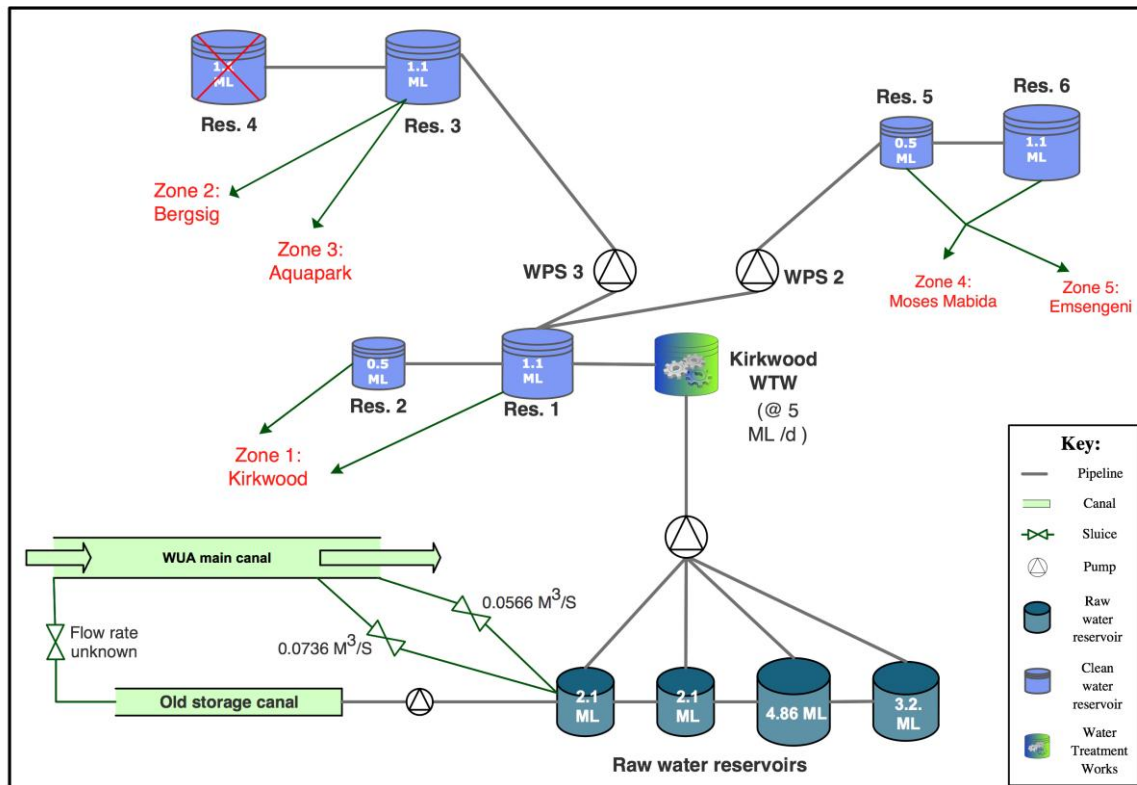 1.1
ML
Res. 4
1.1
ML
Res. 3
Res. 5
0.5
ML
Res. 6
1.1
ML
Zone 2:
Bergsig
Zone 3:
Aquapark
WPS 3
WPS 2
Zone 4:
Moses Mabida
Zone 5:
Emsengeni
0.5
ML
Res. 2
1.1
ML
Res. 1
Kirkwood
WTW
(@ 5
ML /d )
Zone 1:
Kirkwood
WUA main canal
Flow rate
unknown
0.0736 M³/S
0.0566 M³/S
Old storage canal
2.1
ML
2.1
ML
4.86 ML
3.2.
ML
Raw water reservoirs
Key:
Pipeline
Canal
Sluice
Pump
Raw
water
reservoir
Clean
water
reservoir
Water
Treatment
Works